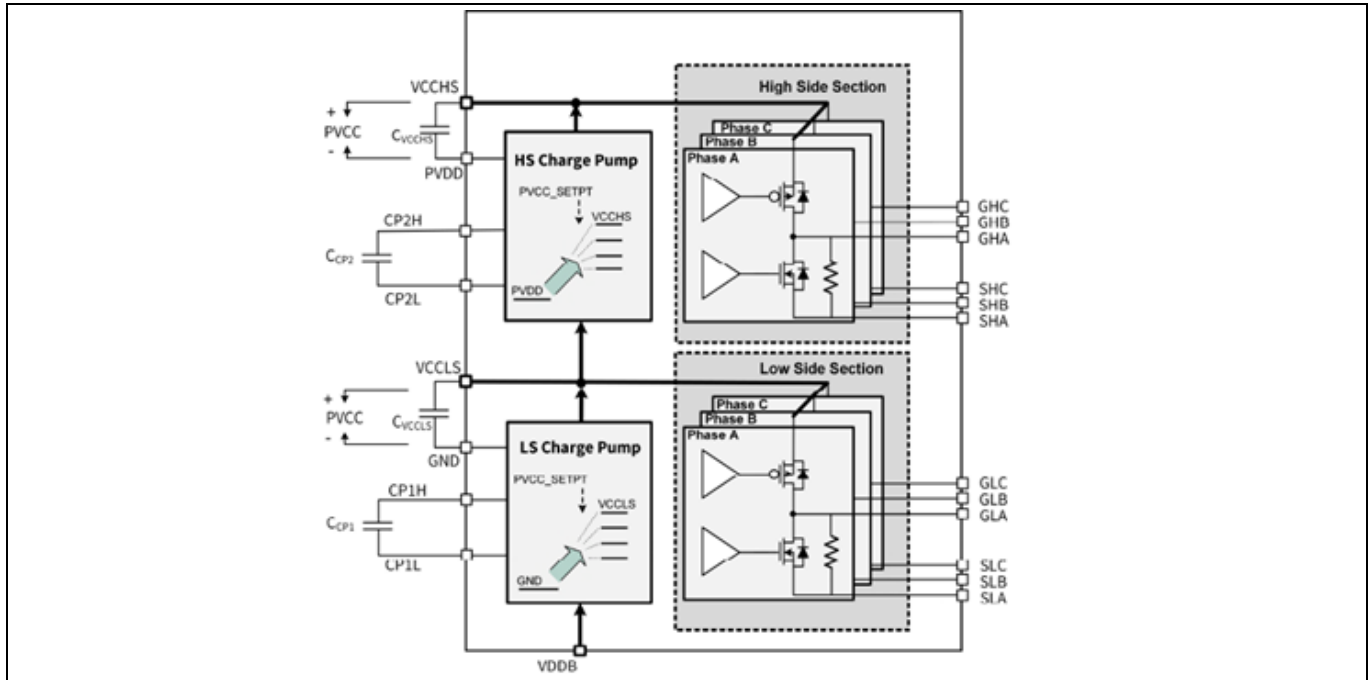 VCCHS
+
PVCC
-
CVCCHS
PVDD
CP2H
CCP2
CP2L
HS Charge Pump
PVCC_SETPT
VCCHS
PVDD
High Side Section
Phase C
Phase B
Phase A
GHC
GHB
GHA
SHC
SHB
SHA
VCCLS
+
PVCC
-
CVCCLS
GND
CP1H
CCP1
CP1L
LS Charge Pump
PVCC_SETPT
VCCLS
GND
VDDB
Low Side Section
Phase C
Phase B
Phase A
GLC
GLB
GLA
SLC
SLB
SLA